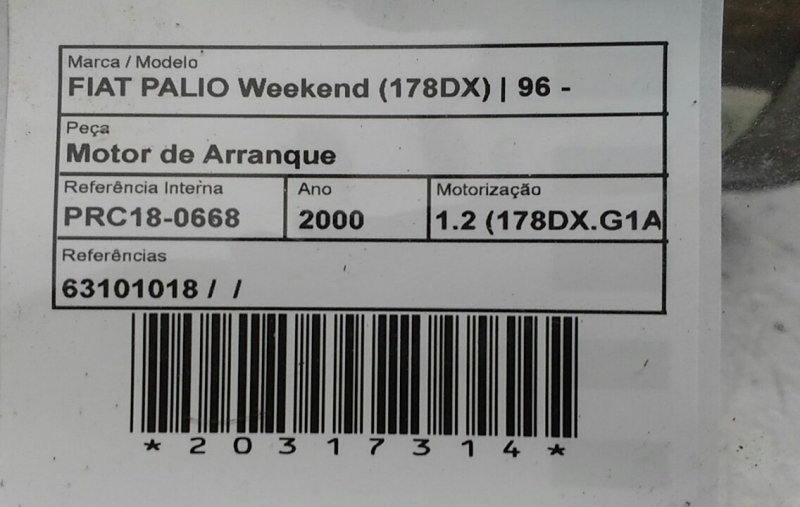 Marca / Modelo
FIAT PALIO Weekend (178DX) | 96 -
Peça
Motor de Arranque
Referência Interna
PRC18-0668
Ano
2000
Motorização
1.2 (178DX.G1A
Referências
63101018 / /
*20317314*